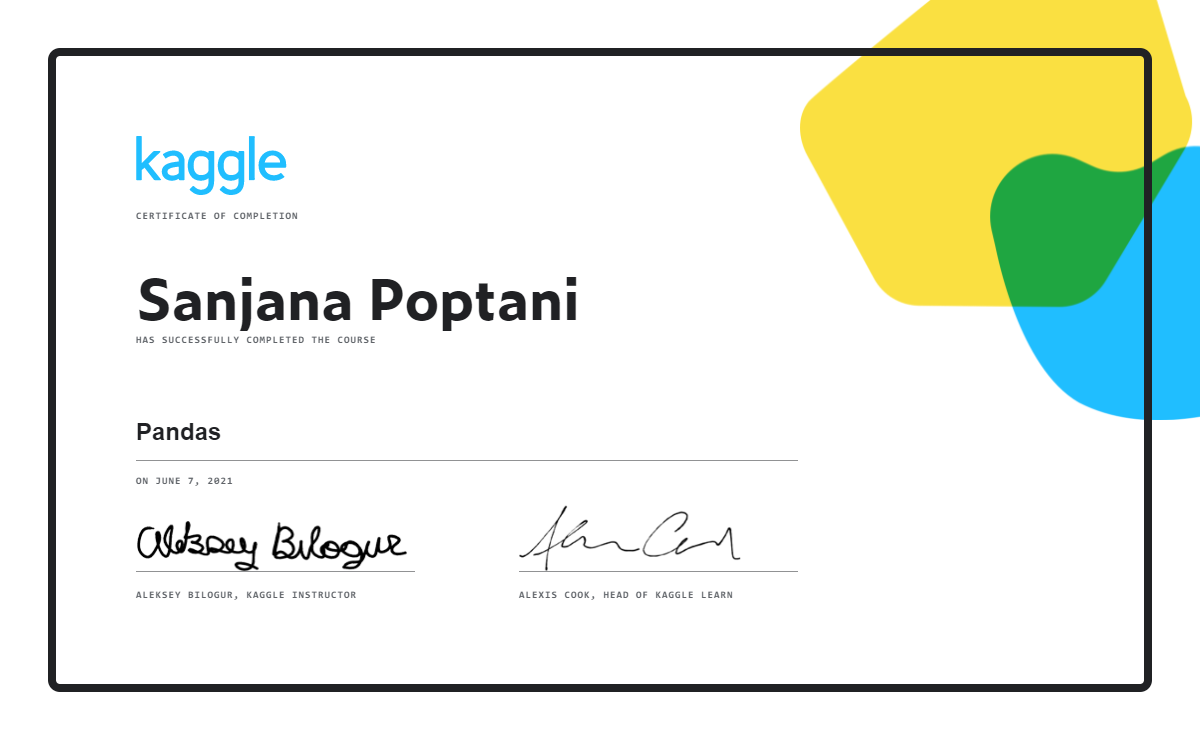 kaggle
CERTIFICATE OF COMPLETION
Sanjana Poptani
HAS SUCCESSFULLY COMPLETED THE COURSE
Pandas
ON JUNE 7, 2021
Aleksey Bilogur
ALEKSEY BILOGUR, KAGGLE INSTRUCTOR
ALEXIS COOK, HEAD OF KAGGLE LEARN